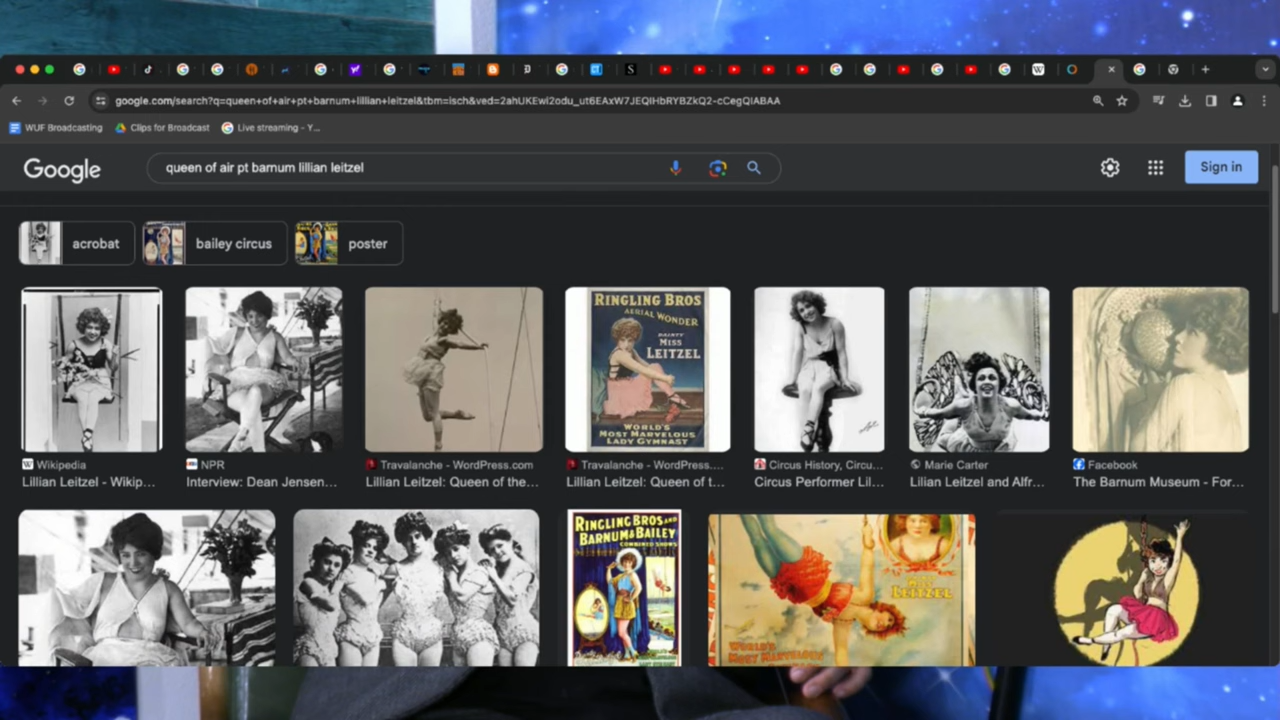 google.com/search?q=queen+of+air+pt+barnum+lillian+leitzel&tbm=isch&ved=2ahUKEwi2odu_ut6EAxW7JEQIHbRYBZkQ2-cCegQIABAA
WUF Broadcasting
Clips for Broadcast
Live streaming - Y...
Google
queen of air pt barnum lillian leitzel
Sign in
acrobat
bailey circus
poster
RINGLING BROS
AERIAL WONDER
DAINTY
MISS
LEITZEL
WORLD'S
MOST MARVELOUS
LADY GYMNAST
Wikipedia
NPR
Travalanche - WordPress.com
Travalanche - WordPress....
Circus History, Circu...
Marie Carter
Facebook
Lillian Leitzel - Wikip...
Interview: Dean Jensen...
Lillian Leitzel: Queen of the...
Lillian Leitzel: Queen of t...
Circus Performer Lil...
Lilian Leitzel and Alfr...
The Barnum Museum - For...
RINGLING BROS AND
BARNUM & BAILEY
COMBINED SHOWS
LEITZEL
WORLD'S
MOST MARVELOUS